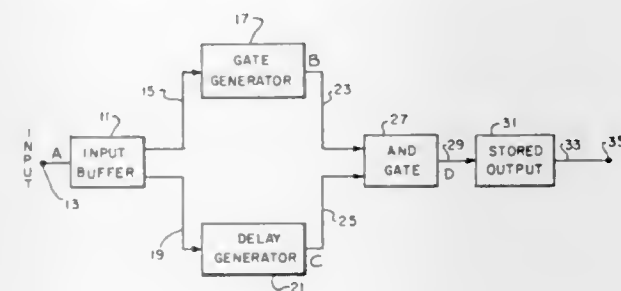 17
GATE
GENERATOR
B
15
23
11
INPUT
A
INPUT
BUFFER
13
27
AND
GATE
29
D
31
STORED
OUTPUT
33
35
19
25
DELAY
GENERATOR
C
21